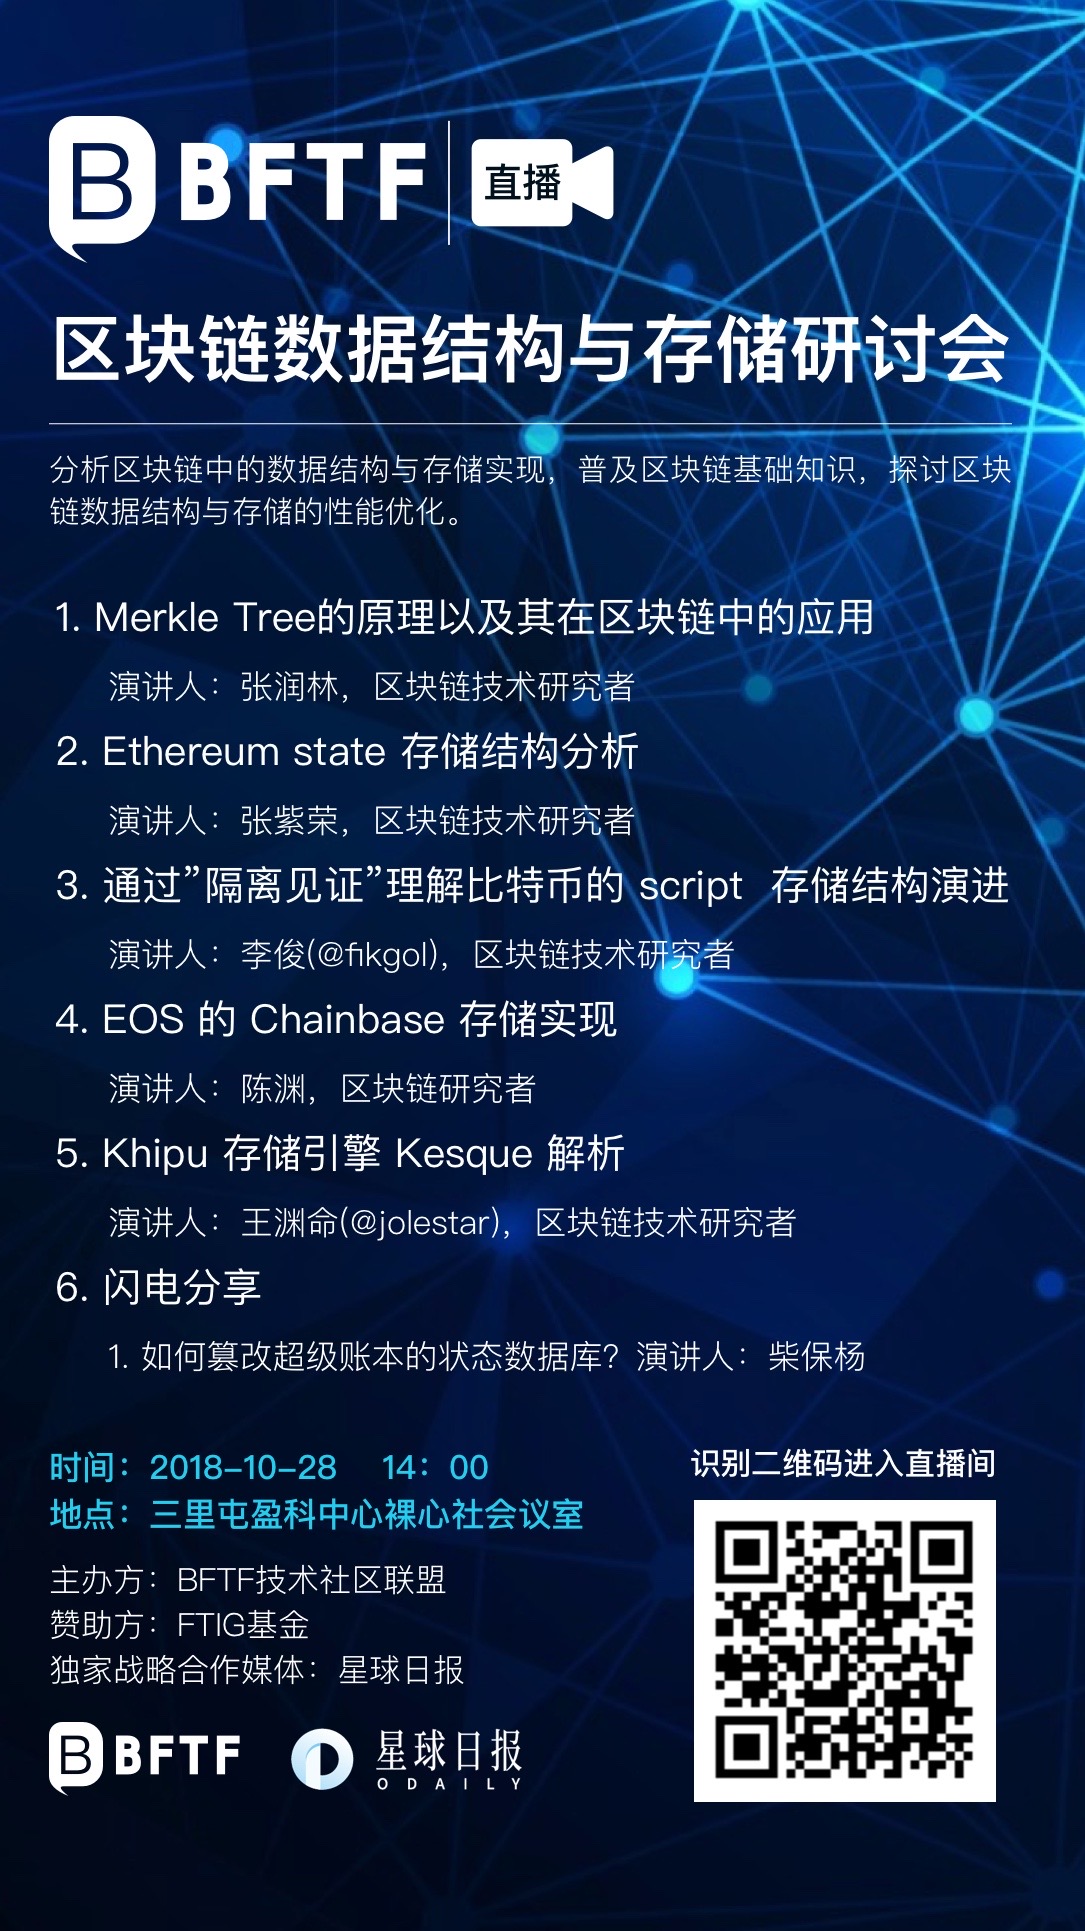 B BFTF 直播
区块链数据结构与存储研讨会
分析区块链中的数据结构与存储实现，普及区块链基础知识，探讨区块
链数据结构与存储的性能优化。
1. Merkle Tree的原理以及其在区块链中的应用
演讲人：张润林，区块链技术研究者
2. Ethereum state 存储结构分析
演讲人：张紫荣，区块链技术研究者
3. 通过”隔离见证”理解比特币的 script 存储结构演进
演讲人：李俊(@fikgol)，区块链技术研究者
4. EOS 的 Chainbase 存储实现
演讲人：陈渊，区块链研究者
5. Khipu 存储引擎 Kesque 解析
演讲人：王渊命(@jolestar)，区块链技术研究者
6. 闪电分享
1. 如何篡改超级账本的状态数据库？演讲人：柴保杨
时间：2018-10-28 14：00
地点：三里屯盈科中心裸心社会议室
主办方：BFTF技术社区联盟
赞助方：FTIG基金
独家战略合作媒体：星球日报
B BFTF 星球日报
ODAILY
识别二维码进入直播间